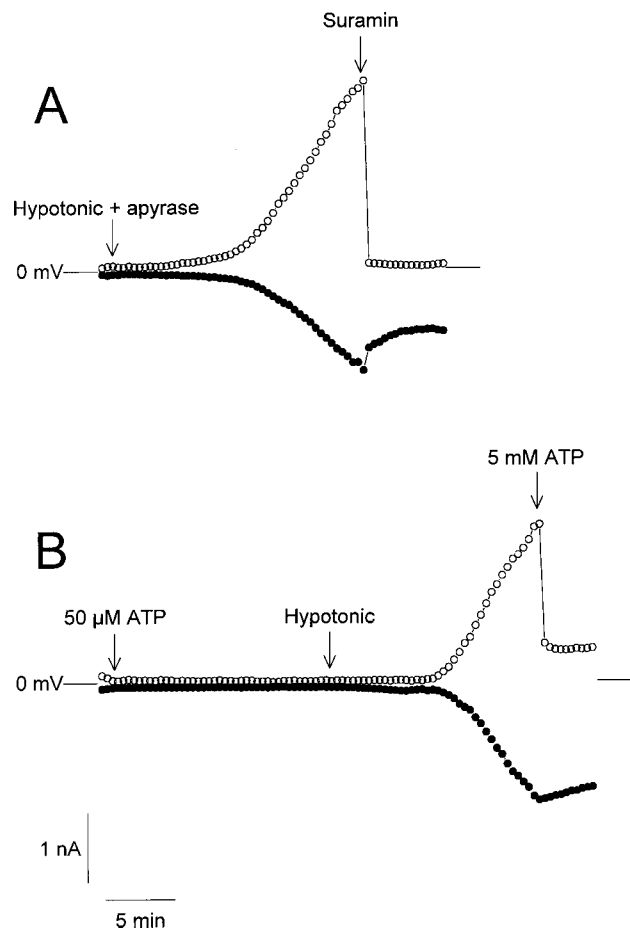 Suramin
A
Hypotonic + apyrase
0 mV
5 mM ATP
B
50 µM ATP
Hypotonic
0 mV
1 nA
5 min